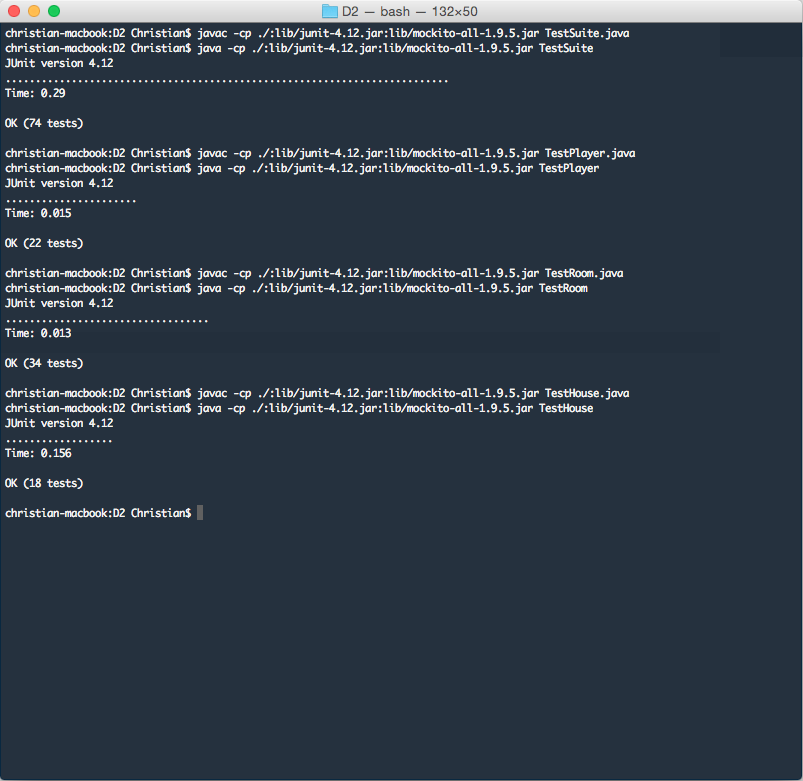 D2 — bash — 132×50
christian-macbook:D2 Christian$ javac -cp ./:lib/junit-4.12.jar:lib/mockito-all-1.9.5.jar TestSuite.java
christian-macbook:D2 Christian$ java -cp ./:lib/junit-4.12.jar:lib/mockito-all-1.9.5.jar TestSuite
JUnit version 4.12
..........................................................................
Time: 0.29
OK (74 tests)
christian-macbook:D2 Christian$ javac -cp ./:lib/junit-4.12.jar:lib/mockito-all-1.9.5.jar TestPlayer.java
christian-macbook:D2 Christian$ java -cp ./:lib/junit-4.12.jar:lib/mockito-all-1.9.5.jar TestPlayer
JUnit version 4.12
......................
Time: 0.015
OK (22 tests)
christian-macbook:D2 Christian$ javac -cp ./:lib/junit-4.12.jar:lib/mockito-all-1.9.5.jar TestRoom.java
christian-macbook:D2 Christian$ java -cp ./:lib/junit-4.12.jar:lib/mockito-all-1.9.5.jar TestRoom
JUnit version 4.12
..................................
Time: 0.013
OK (34 tests)
christian-macbook:D2 Christian$ javac -cp ./:lib/junit-4.12.jar:lib/mockito-all-1.9.5.jar TestHouse.java
christian-macbook:D2 Christian$ java -cp ./:lib/junit-4.12.jar:lib/mockito-all-1.9.5.jar TestHouse
JUnit version 4.12
..................
Time: 0.156
OK (18 tests)
christian-macbook:D2 Christian$